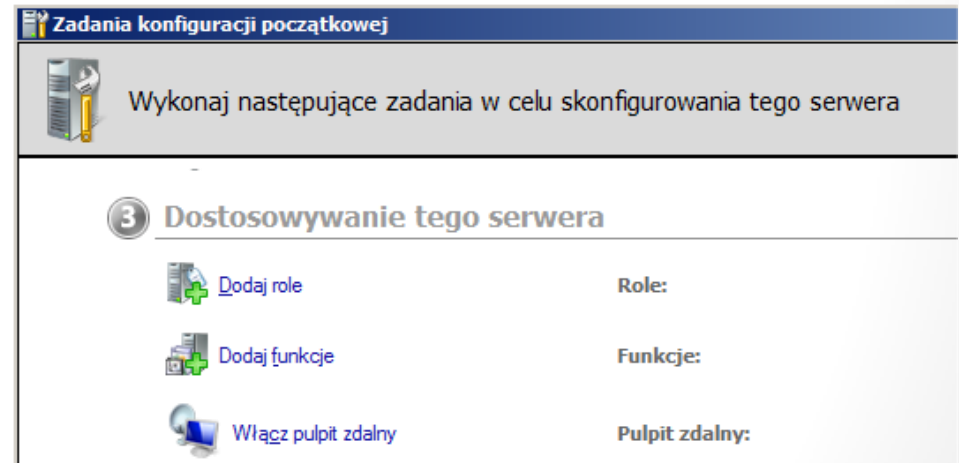 Zadania konfiguracji początkowej
Wykonaj następujące zadania w celu skonfigurowania tego serwera
3 Dostosowywanie tego serwera
Dodaj role Role:
Dodaj funkcje Funkcje:
Włącz pulpit zdalny Pulpit zdalny: